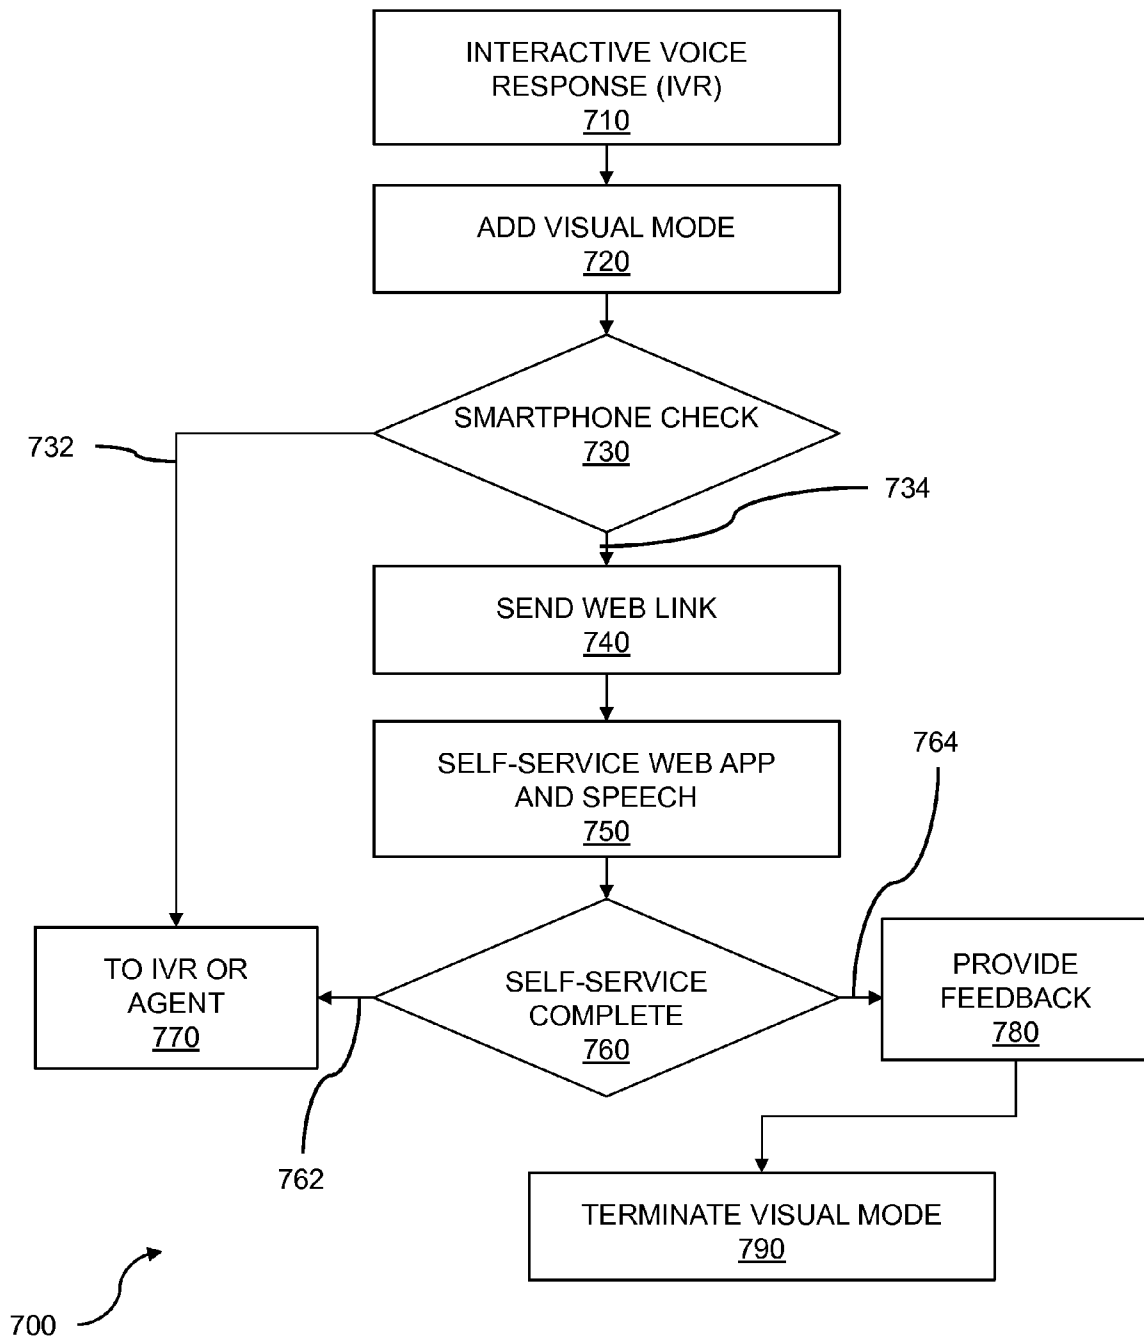 INTERACTIVE VOICE
RESPONSE (IVR)
710
ADD VISUAL MODE
720
SMARTPHONE CHECK
730
732
734
SEND WEB LINK
740
SELF-SERVICE WEB APP
AND SPEECH
750
764
TO IVR OR
AGENT
770
SELF-SERVICE
COMPLETE
760
PROVIDE
FEEDBACK
780
762
TERMINATE VISUAL MODE
790
700